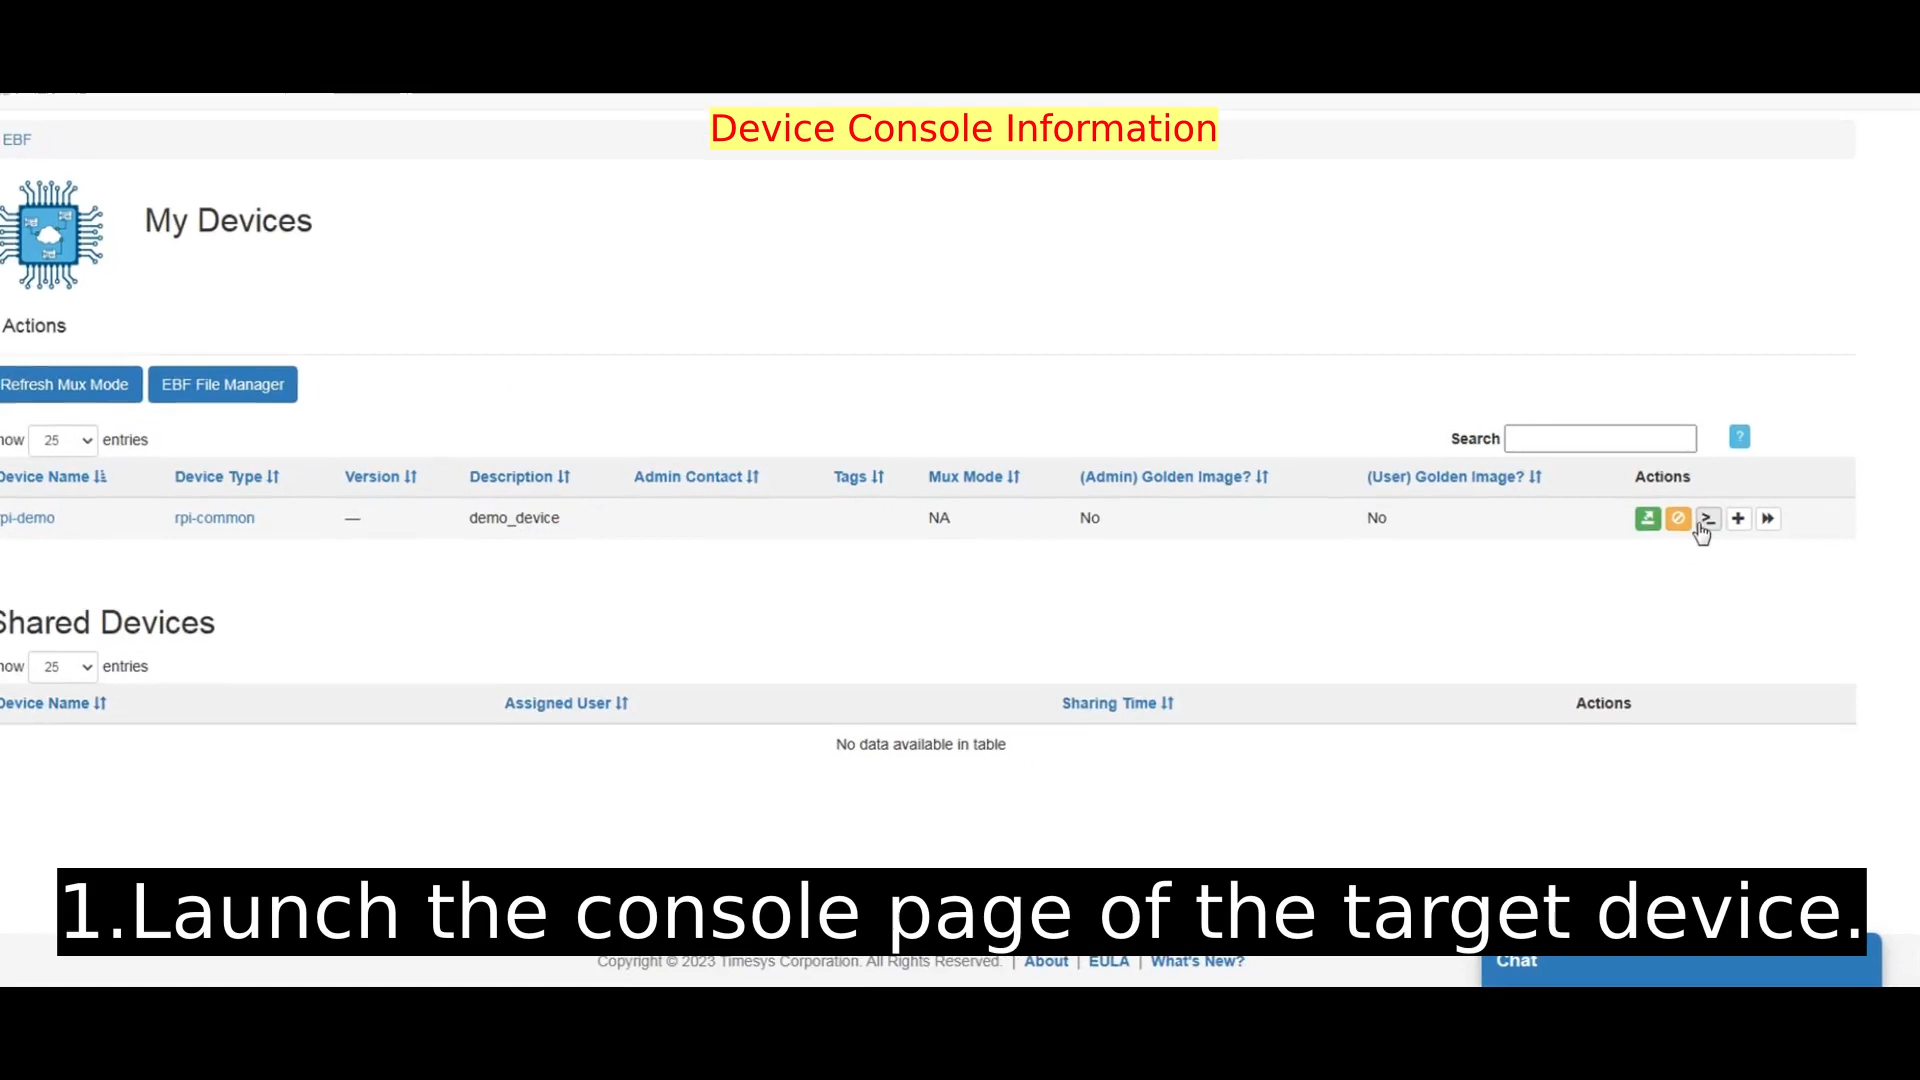 Device Console Information
EBF
My Devices
Actions
Refresh Mux Mode EBF File Manager
how 25 entries Search ?
Device Name Device Type Version Description Admin Contact Tags Mux Mode (Admin) Golden Image? (User) Golden Image? Actions
pi-demo rpi-common — demo_device NA No No >_
Shared Devices
how 25 entries
Device Name Assigned User Sharing Time Actions
No data available in table
1.Launch the console page of the target device.
Copyright © 2023 Timesys Corporation. All Rights Reserved. | About | EULA | What's New? Chat